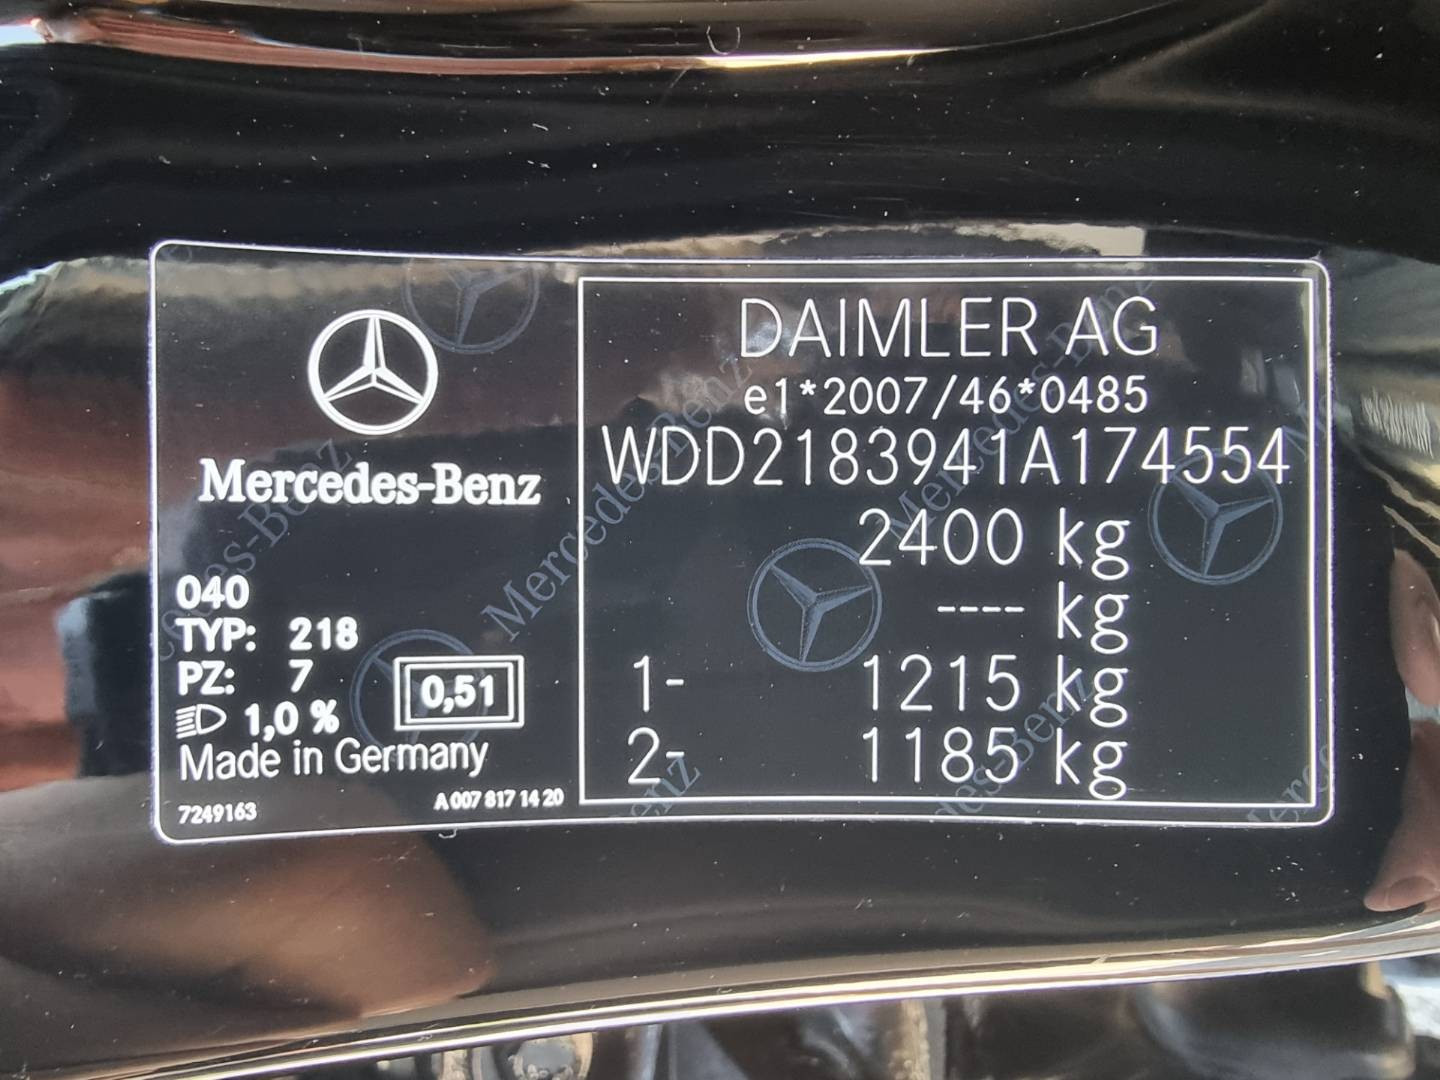 Mercedes-Benz
040
TYP: 218
PZ: 7
1,0 %
0,51
Made in Germany
7249163
A 007 817 14 20
DAIMLER AG
e1*2007/46*0485
WDD2183941A174554
2400 kg
---- kg
1- 1215 kg
2- 1185 kg